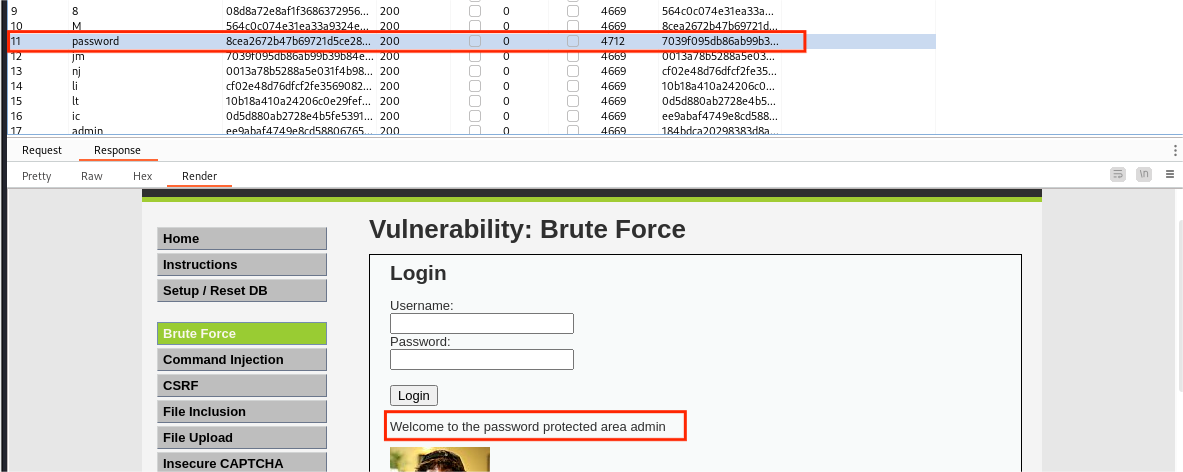 9 8 08d8a72e8af1f3686372956... 200 0 4669 564c0c074e31ea33a...
10 M 564c0c074e31ea33a9324e... 200 0 4669 8cea2672b47b69721d...
11 password 8cea2672b47b69721d5ce28... 200 0 4712 7039f095db86ab99b3...
12 jm 7039f095db86ab99b39b84e... 200 0 4669 0013a78b5288a5e03...
13 nj 0013a78b5288a5e031f4b98... 200 0 4669 cf02e48d76dfcf2fe35...
14 li cf02e48d76dfcf2fe3569082... 200 0 4669 10b18a410a24206c0...
15 lt 10b18a410a24206c0e29fef... 200 0 4669 0d5d880ab2728e4b5...
16 ic 0d5d880ab2728e4b5fe5391... 200 0 4669 ee9abaf4749e8cd588...
17 admin ee9abaf4749e8cd58806765... 200 0 4669 184bdca20298383d8a...
Request Response
Pretty Raw Hex Render
\n
Vulnerability: Brute Force
Home
Instructions
Setup / Reset DB
Brute Force
Command Injection
CSRF
File Inclusion
File Upload
Insecure CAPTCHA
Login
Username:
Password:
Login
Welcome to the password protected area admin